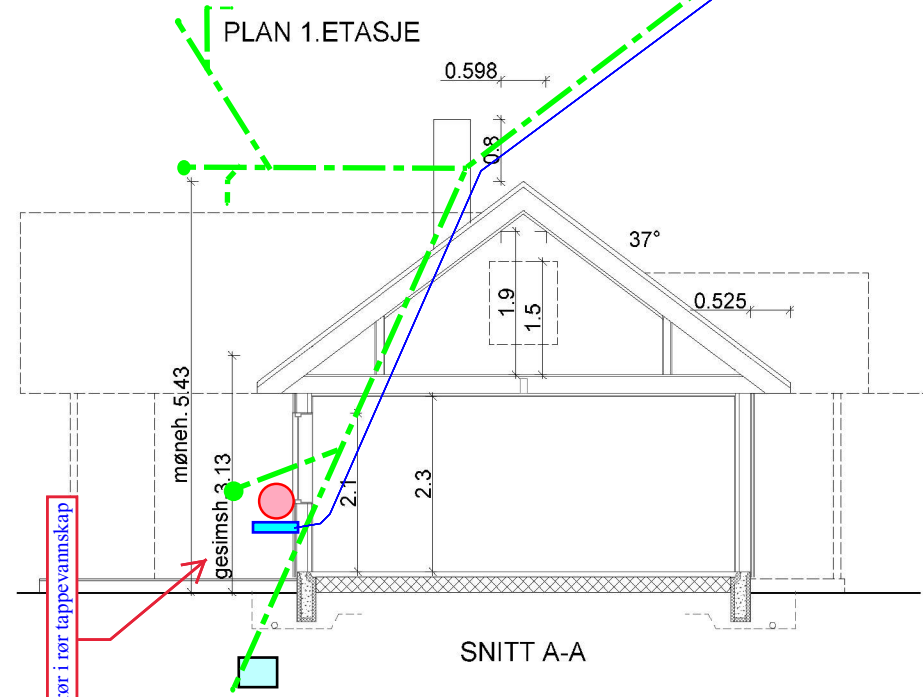 PLAN 1.ETASJE
0.598
0.8
37°
0.525
1.9
1.5
møneh. 5.43
gesimsh 3.13
2.1
2.3
rør i rør tappevannskap
SNITT A-A